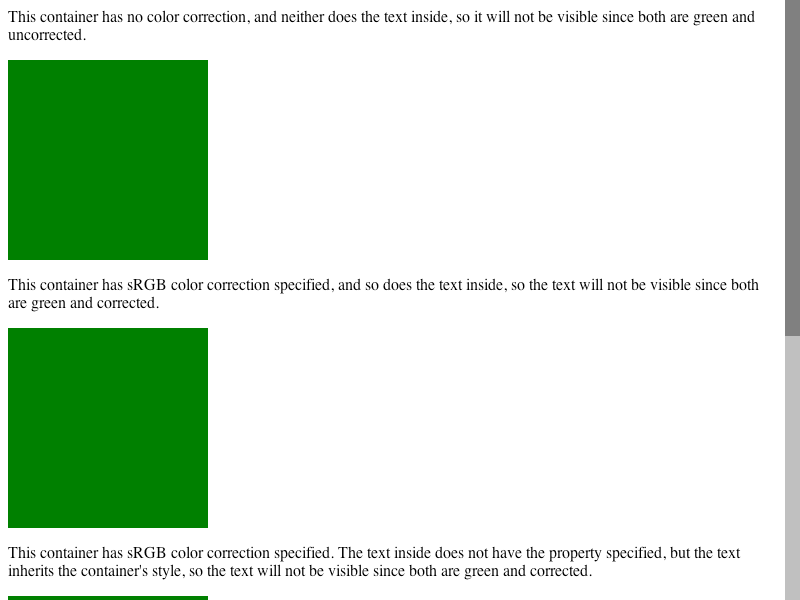 This container has no color correction, and neither does the text inside, so it will not be visible since both are green and
uncorrected.
This container has sRGB color correction specified, and so does the text inside, so the text will not be visible since both
are green and corrected.
This container has sRGB color correction specified. The text inside does not have the property specified, but the text
inherits the container's style, so the text will not be visible since both are green and corrected.